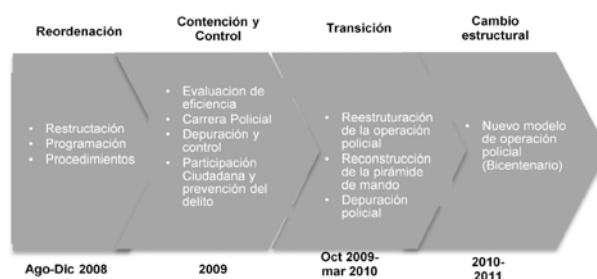 Reordenación
Contención y
Control
Transición
Cambio
estructural
• Restructación
• Programación
• Procedimientos
• Evaluacion de
eficiencia
• Carrera Policial
• Depuración y
control
• Participación
Ciudadana y
prevención del
delito
• Reestruturación
de la operación
policial
• Reconstrucción
de la pirámide
de mando
• Depuración
policial
• Nuevo modelo
de operación
policial
(Bicentenario)
Ago-Dic 2008
2009
Oct 2009-
mar 2010
2010-
2011